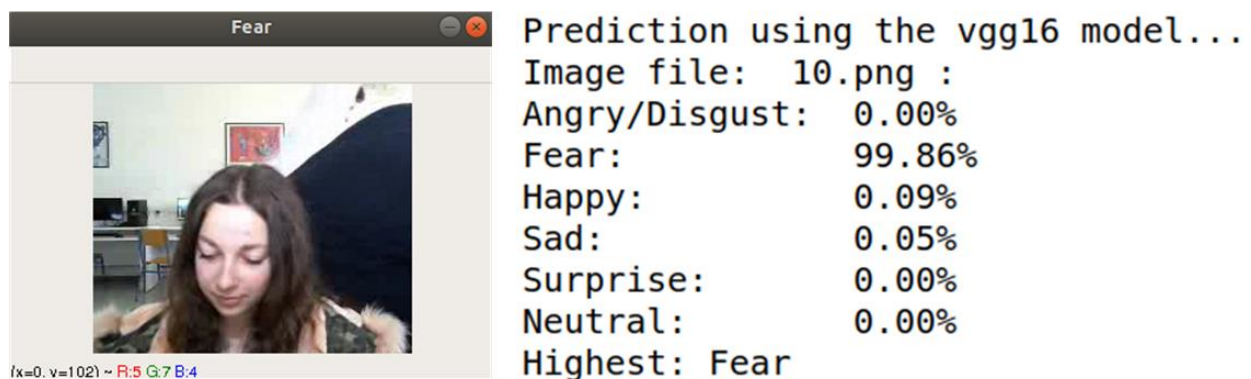 Fear
(x=0, y=102) ~ R:5 G:7 B:4
Prediction using the vgg16 model...
Image file:  10.png :
Angry/Disgust:  0.00%
Fear:           99.86%
Happy:          0.09%
Sad:            0.05%
Surprise:       0.00%
Neutral:        0.00%
Highest: Fear